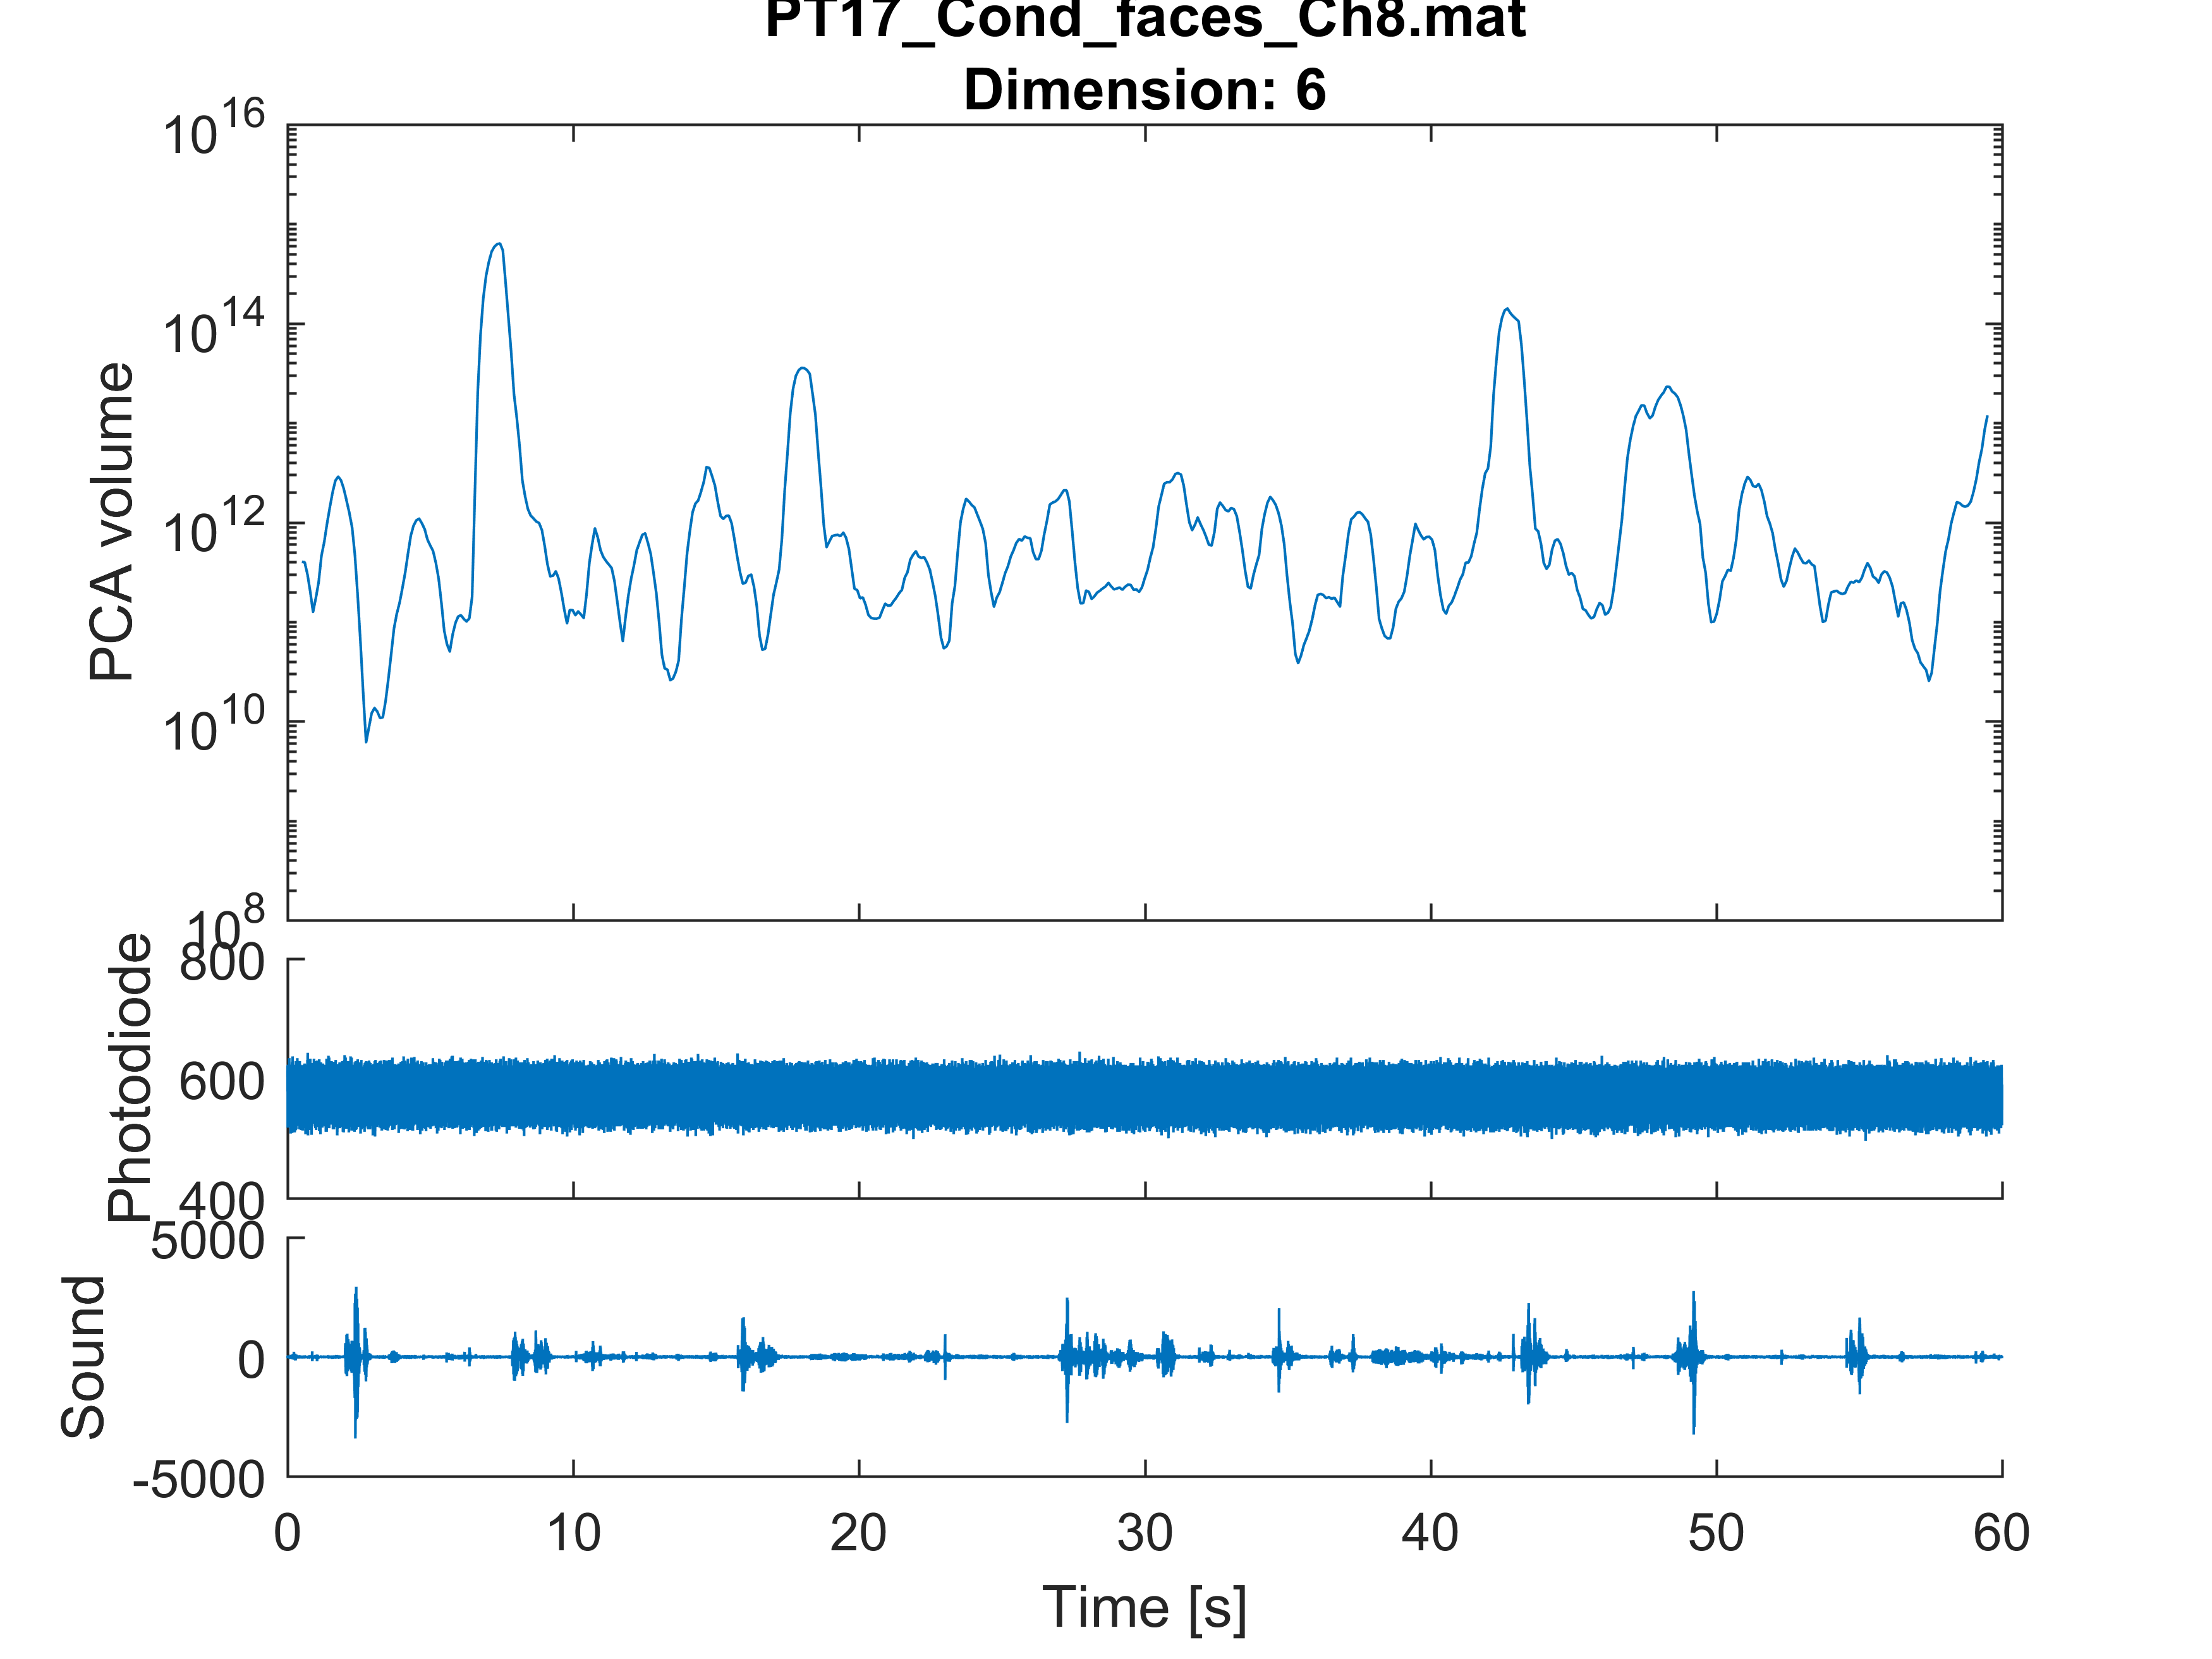 PT17_Cond_faces_Ch8.mat
Dimension: 6
10^16
10^14
10^12
10^10
10^8
PCA volume
800
600
400
Photodiode
5000
0
-5000
Sound
0 10 20 30 40 50 60
Time [s]